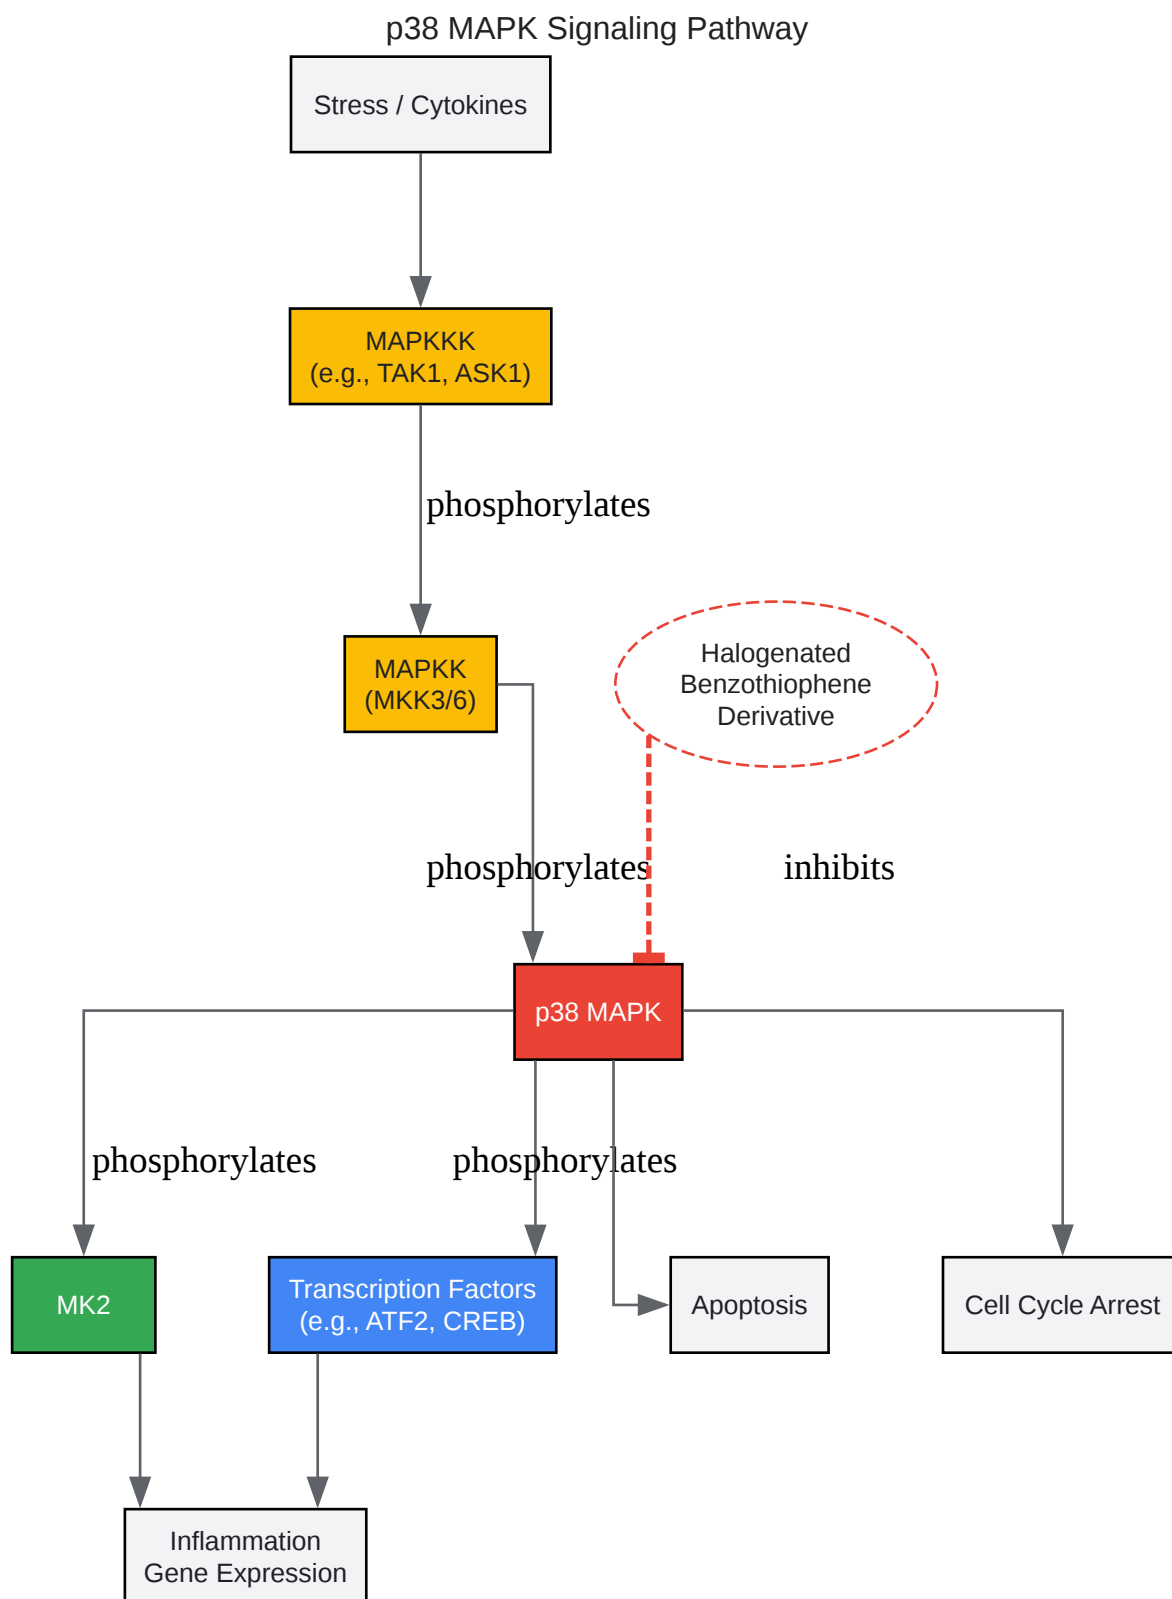 p38 MAPK Signaling Pathway
Stress / Cytokines
MAPKKK
(e.g., TAK1, ASK1)
phosphorylates
MAPKK
(MKK3/6)
Halogenated
Benzothiophene
Derivative
phosphorylates
inhibits
p38 MAPK
phosphorylates
phosphorylates
MK2
Transcription Factors
(e.g., ATF2, CREB)
Apoptosis
Cell Cycle Arrest
Inflammation
Gene Expression